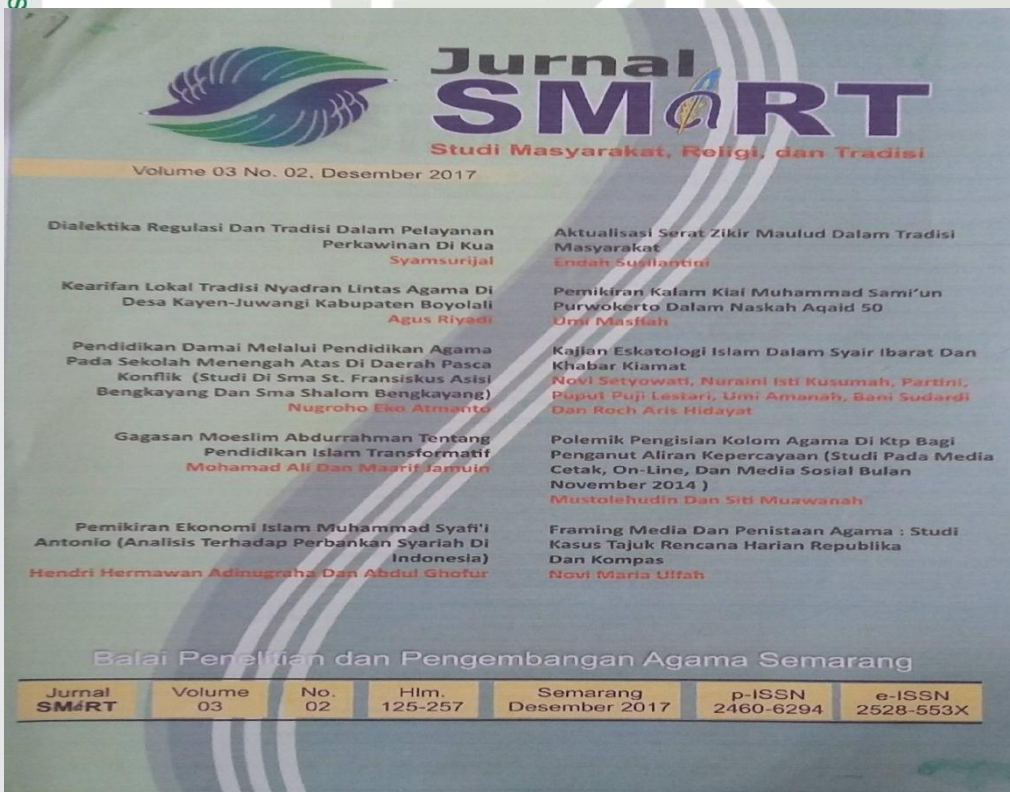 Jurnal
SMaRT
Studi Masyarakat, Religi, dan Tradisi
Volume 03 No. 02, Desember 2017
Dialektika Regulasi Dan Tradisi Dalam Pelayanan
Perkawinan Di Kua
Syamsurijal
Kearifan Lokal Tradisi Nyadran Lintas Agama Di
Desa Kayen-Juwangi Kabupaten Boyolali
Agus Riyadi
Pendidikan Damai Melalui Pendidikan Agama
Pada Sekolah Menengah Atas Di Daerah Pasca
Konflik (Studi Di Sma St. Fransiskus Asisi
Bengkayang Dan Sma Shalom Bengkayang)
Nugroho Eko Atmanto
Gagasan Moeslim Abdurrahman Tentang
Pendidikan Islam Transformatif
Mohamad Ali Dan Maarif Jamuin
Pemikiran Ekonomi Islam Muhammad Syafi'i
Antonio (Analisis Terhadap Perbankan Syariah Di
Indonesia)
Hendri Hermawan Adinugraha Dan Abdul Ghofur
Aktualisasi Serat Zikir Maulud Dalam Tradisi
Masyarakat
Endah Susilantini
Pemikiran Kalam Kiai Muhammad Sami'un
Purwokerto Dalam Naskah Aqaid 50
Umi Masfiah
Kajian Eskatologi Islam Dalam Syair Ibarat Dan
Khabar Kiamat
Novi Setyowati, Nuraini Isti Kusumah, Partini,
Puput Puji Lestari, Umi Amanah, Bani Sudardi
Dan Roch Aris Hidayat
Polemik Pengisian Kolom Agama Di Ktp Bagi
Penganut Aliran Kepercayaan (Studi Pada Media
Cetak, On-Line, Dan Media Sosial Bulan
November 2014 )
Mustolehudin Dan Siti Muawanah
Framing Media Dan Penistaan Agama : Studi
Kasus Tajuk Rencana Harian Republika
Dan Kompas
Novi Maria Ulfah
Balai Penelitian dan Pengembangan Agama Semarang
Jurnal
SMaRT
Volume
03
No.
02
Hlm.
125-257
Semarang
Desember 2017
p-ISSN
2460-6294
e-ISSN
2528-553X